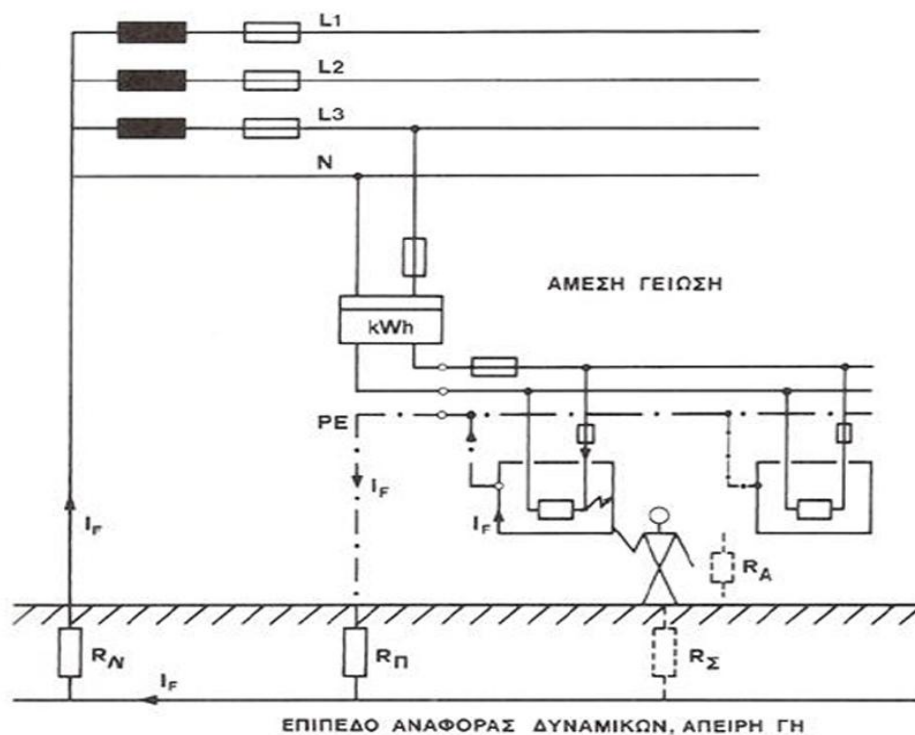 L1
L2
L3
N
ΑΜΕΣΗ ΓΕΙΩΣΗ
kWh
PE
I_F
I_F
I_F
R_A
R_N
R_Π
R_Σ
I_F
ΕΠΙΠΕΔΟ ΑΝΑΦΟΡΑΣ ΔΥΝΑΜΙΚΩΝ, ΑΠΕΙΡΗ ΓΗ